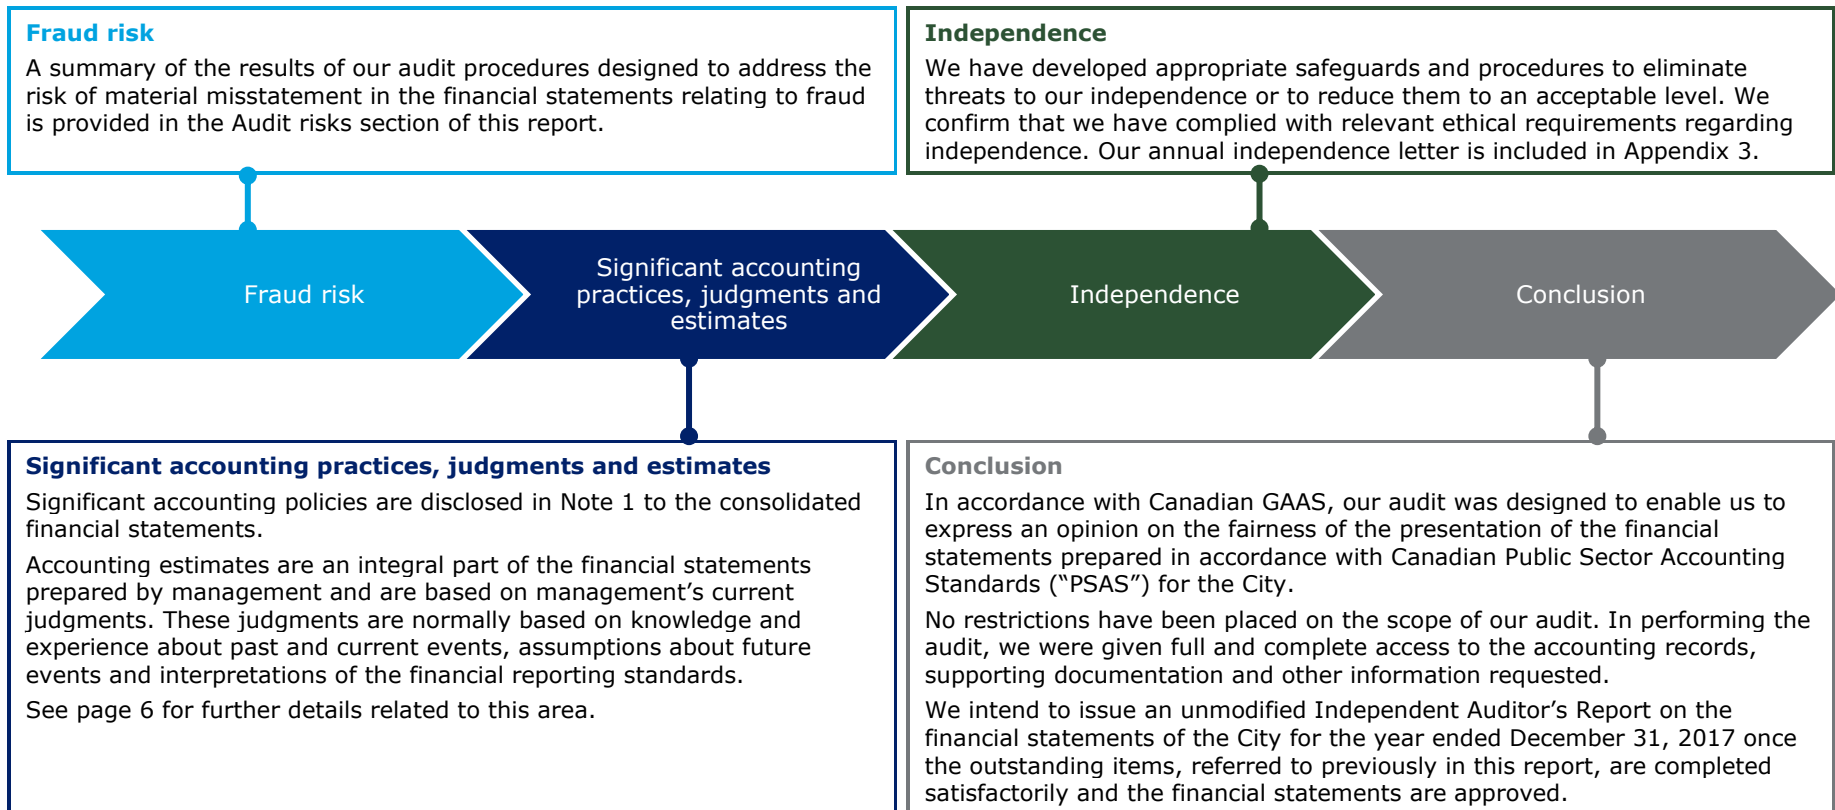 Fraud risk
A summary of the results of our audit procedures designed to address the
risk of material misstatement in the financial statements relating to fraud
is provided in the Audit risks section of this report.
Independence
We have developed appropriate safeguards and procedures to eliminate
threats to our independence or to reduce them to an acceptable level. We
confirm that we have complied with relevant ethical requirements regarding
independence. Our annual independence letter is included in Appendix 3.
Fraud risk
Significant accounting
practices, judgments and
estimates
Independence
Conclusion
Significant accounting practices, judgments and estimates
Significant accounting policies are disclosed in Note 1 to the consolidated
financial statements.
Accounting estimates are an integral part of the financial statements
prepared by management and are based on management’s current
judgments. These judgments are normally based on knowledge and
experience about past and current events, assumptions about future
events and interpretations of the financial reporting standards.
See page 6 for further details related to this area.
Conclusion
In accordance with Canadian GAAS, our audit was designed to enable us to
express an opinion on the fairness of the presentation of the financial
statements prepared in accordance with Canadian Public Sector Accounting
Standards (“PSAS”) for the City.
No restrictions have been placed on the scope of our audit. In performing the
audit, we were given full and complete access to the accounting records,
supporting documentation and other information requested.
We intend to issue an unmodified Independent Auditor’s Report on the
financial statements of the City for the year ended December 31, 2017 once
the outstanding items, referred to previously in this report, are completed
satisfactorily and the financial statements are approved.